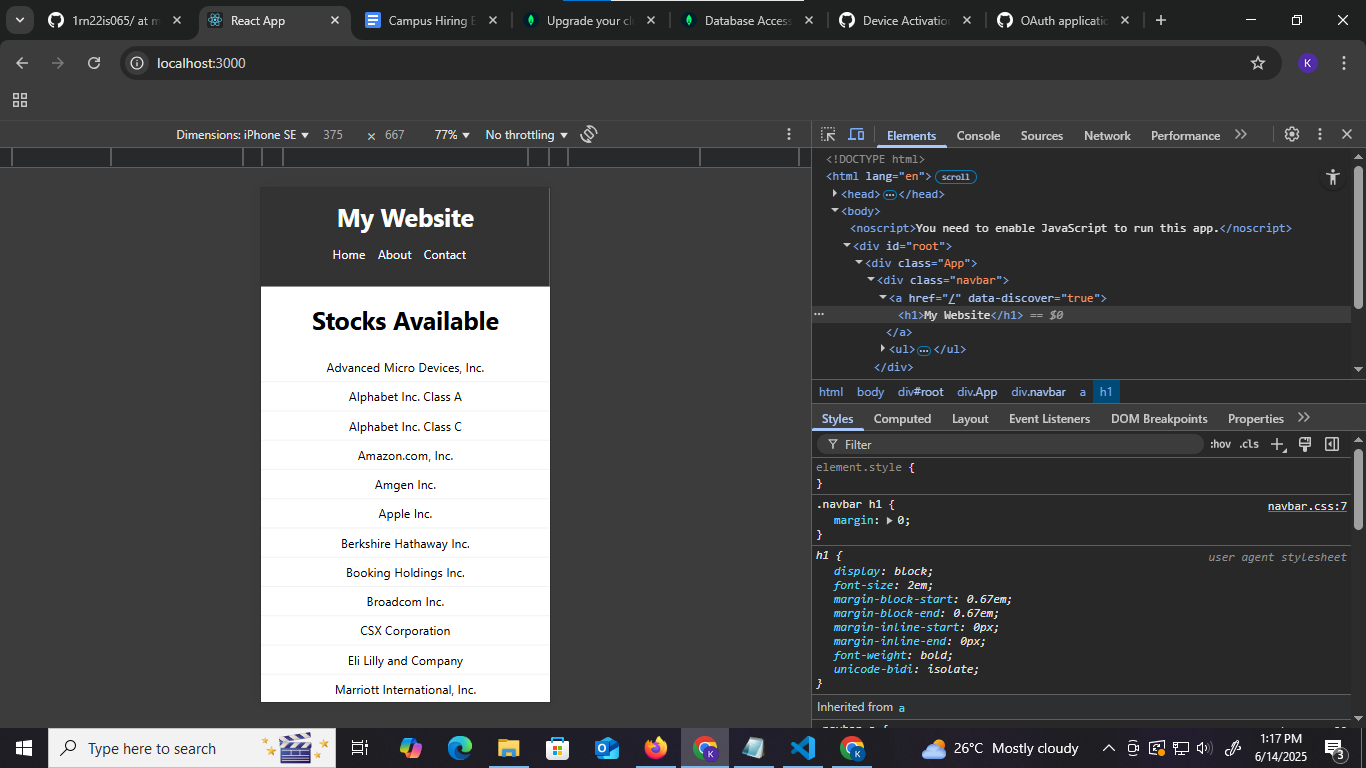 1rn22is065/ at m
React App
Campus Hiring E
Upgrade your cl
Database Access
Device Activation
OAuth applicatio
localhost:3000
K
Dimensions: iPhone SE
375
×
667
77%
No throttling
My Website
Home About Contact
Stocks Available
Advanced Micro Devices, Inc.
Alphabet Inc. Class A
Alphabet Inc. Class C
Amazon.com, Inc.
Amgen Inc.
Apple Inc.
Berkshire Hathaway Inc.
Booking Holdings Inc.
Broadcom Inc.
CSX Corporation
Eli Lilly and Company
Marriott International, Inc.
Elements Console Sources Network Performance
<!DOCTYPE html>
<html lang="en"> scroll
<head> … </head>
<body>
<noscript>You need to enable JavaScript to run this app.</noscript>
<div id="root">
<div class="App">
<div class="navbar">
<a href="/" data-discover="true">
<h1>My Website</h1> == $0
</a>
<ul> … </ul>
</div>
html body div#root div.App div.navbar a h1
Styles Computed Layout Event Listeners DOM Breakpoints Properties
Filter
:hov .cls
element.style {
}
.navbar h1 {
navbar.css:7
margin: 0;
}
h1 {
user agent stylesheet
display: block;
font-size: 2em;
margin-block-start: 0.67em;
margin-block-end: 0.67em;
margin-inline-start: 0px;
margin-inline-end: 0px;
font-weight: bold;
unicode-bidi: isolate;
}
Inherited from a
Type here to search
26°C Mostly cloudy
1:17 PM
6/14/2025
3